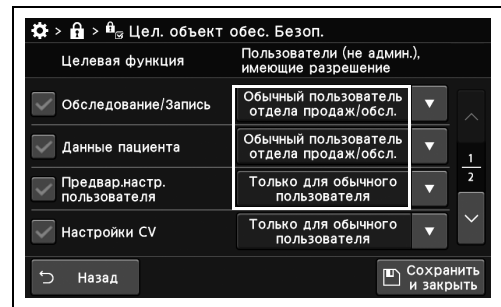 > > Цел. объект обес. Безоп.
Целевая функция
Пользователи (не админ.),
имеющие разрешение
Обследование/Запись
Обычный пользователь
отдела продаж/обсл.
Данные пациента
Обычный пользователь
отдела продаж/обсл.
Предвар.настр.
пользователя
Только для обычного
пользователя
Настройки CV
Только для обычного
пользователя
1
2
Назад
Сохранить
и закрыть